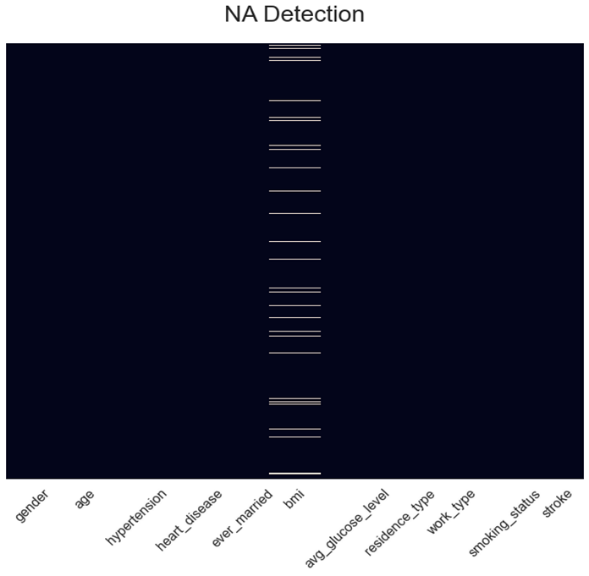 NA Detection
gender
age
hypertension
heart_disease
ever_married
bmi
avg_glucose_level
residence_type
work_type
smoking_status
stroke